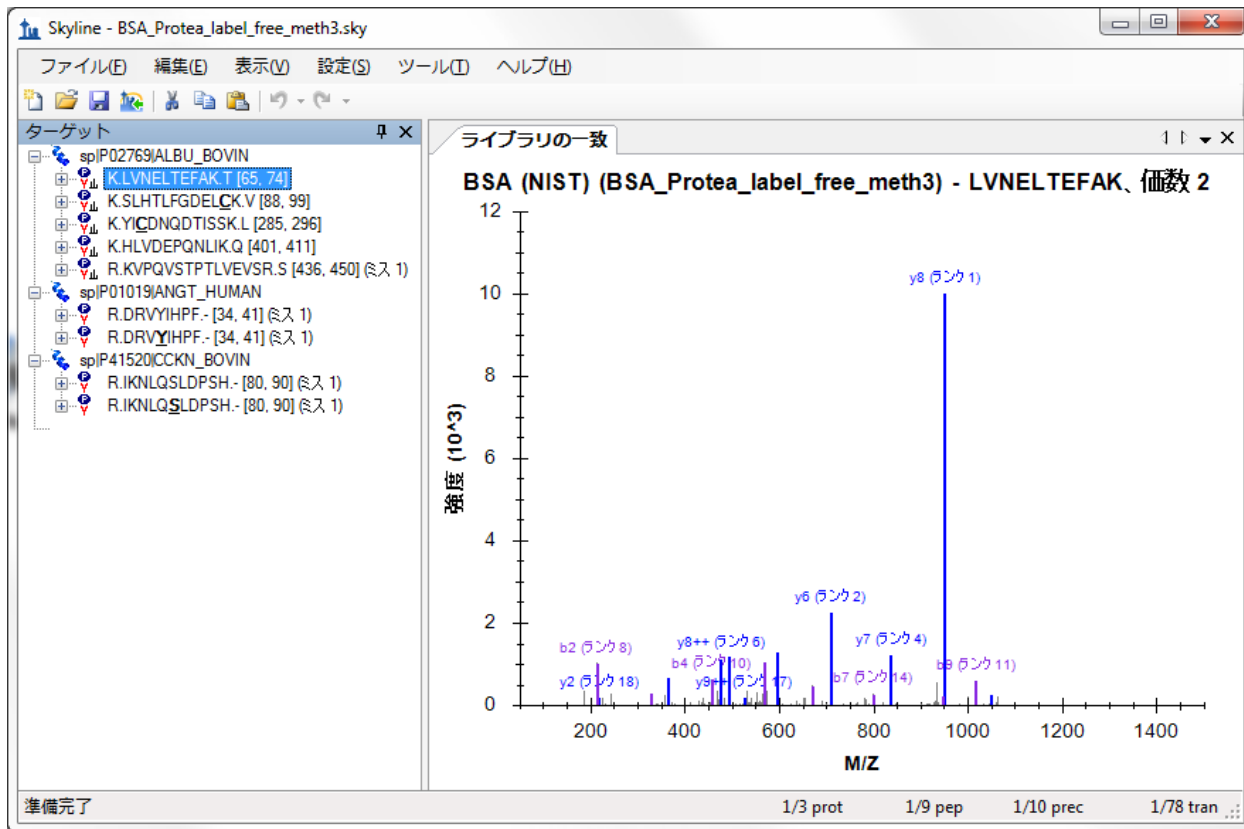 Skyline - BSA_Protea_label_free_meth3.sky
ファイル(F) 編集(E) 表示(V) 設定(S) ツール(T) ヘルプ(H)
ターゲット
sp|P02769|ALBU_BOVIN
K.LVNELTEFAK.T [65, 74]
K.SLHTLFGDELCK.V [88, 99]
K.YICDNQDTISSK.L [285, 296]
K.HLVDEPQNLIK.Q [401, 411]
R.KVPQVSTPTLVEVSR.S [436, 450] (ミス 1)
sp|P01019|ANGT_HUMAN
R.DRVYIHPF.- [34, 41] (ミス 1)
R.DRVYIHPF.- [34, 41] (ミス 1)
sp|P41520|CCKN_BOVIN
R.IKNLQSLDPSH.- [80, 90] (ミス 1)
R.IKNLQSLDPSH.- [80, 90] (ミス 1)
ライブラリの一致
BSA (NIST) (BSA_Protea_label_free_meth3) - LVNELTEFAK、価数 2
強度 (10^3)
12
10
8
6
4
2
0
y8 (ランク 1)
y6 (ランク 2)
y7 (ランク 4)
b2 (ランク 8)
y8++ (ランク 6)
b4 (ランク 10)
b9 (ランク 11)
y2 (ランク 18)
y9++ (ランク 17)
b7 (ランク 14)
200 400 600 800 1000 1200 1400
M/Z
準備完了 1/3 prot 1/9 pep 1/10 prec 1/78 tran